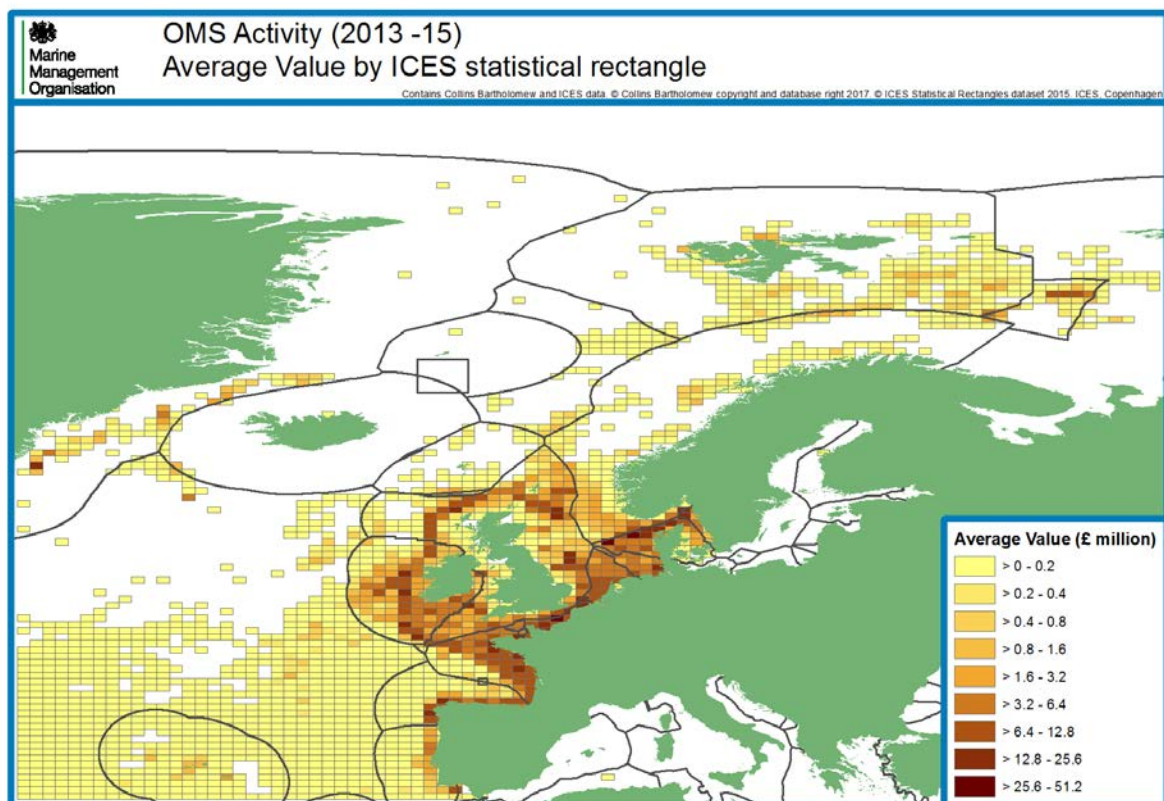 Marine
Management
Organisation
OMS Activity (2013 -15)
Average Value by ICES statistical rectangle
Contains Collins Bartholomew and ICES data. © Collins Bartholomew copyright and database right 2017. © ICES Statistical Rectangles dataset 2015. ICES, Copenhagen
Average Value (£ million)
> 0 - 0.2
> 0.2 - 0.4
> 0.4 - 0.8
> 0.8 - 1.6
> 1.6 - 3.2
> 3.2 - 6.4
> 6.4 - 12.8
> 12.8 - 25.6
> 25.6 - 51.2